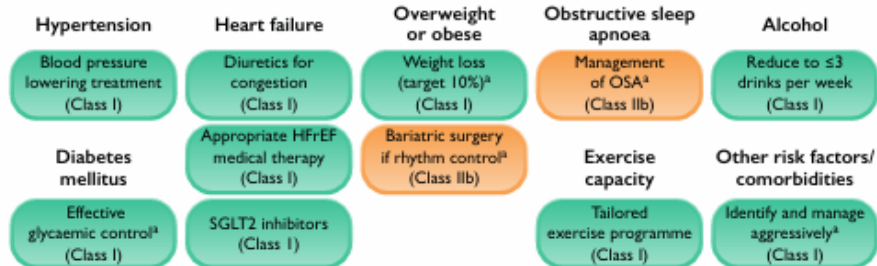 Hypertension
Blood pressure
lowering treatment
(Class I)
Diabetes
mellitus
Effective
glycaemic controlᵃ
(Class I)
Heart failure
Diuretics for
congestion
(Class I)
Appropriate HFrEF
medical therapy
(Class I)
SGLT2 inhibitors
(Class 1)
Overweight
or obese
Weight loss
(target 10%)ᵃ
(Class I)
Bariatric surgery
if rhythm controlᵃ
(Class IIb)
Obstructive sleep
apnoea
Management
of OSAᵃ
(Class IIb)
Exercise
capacity
Tailored
exercise programme
(Class I)
Alcohol
Reduce to ≤3
drinks per week
(Class I)
Other risk factors/
comorbidities
Identify and manage
aggressivelyᵃ
(Class I)